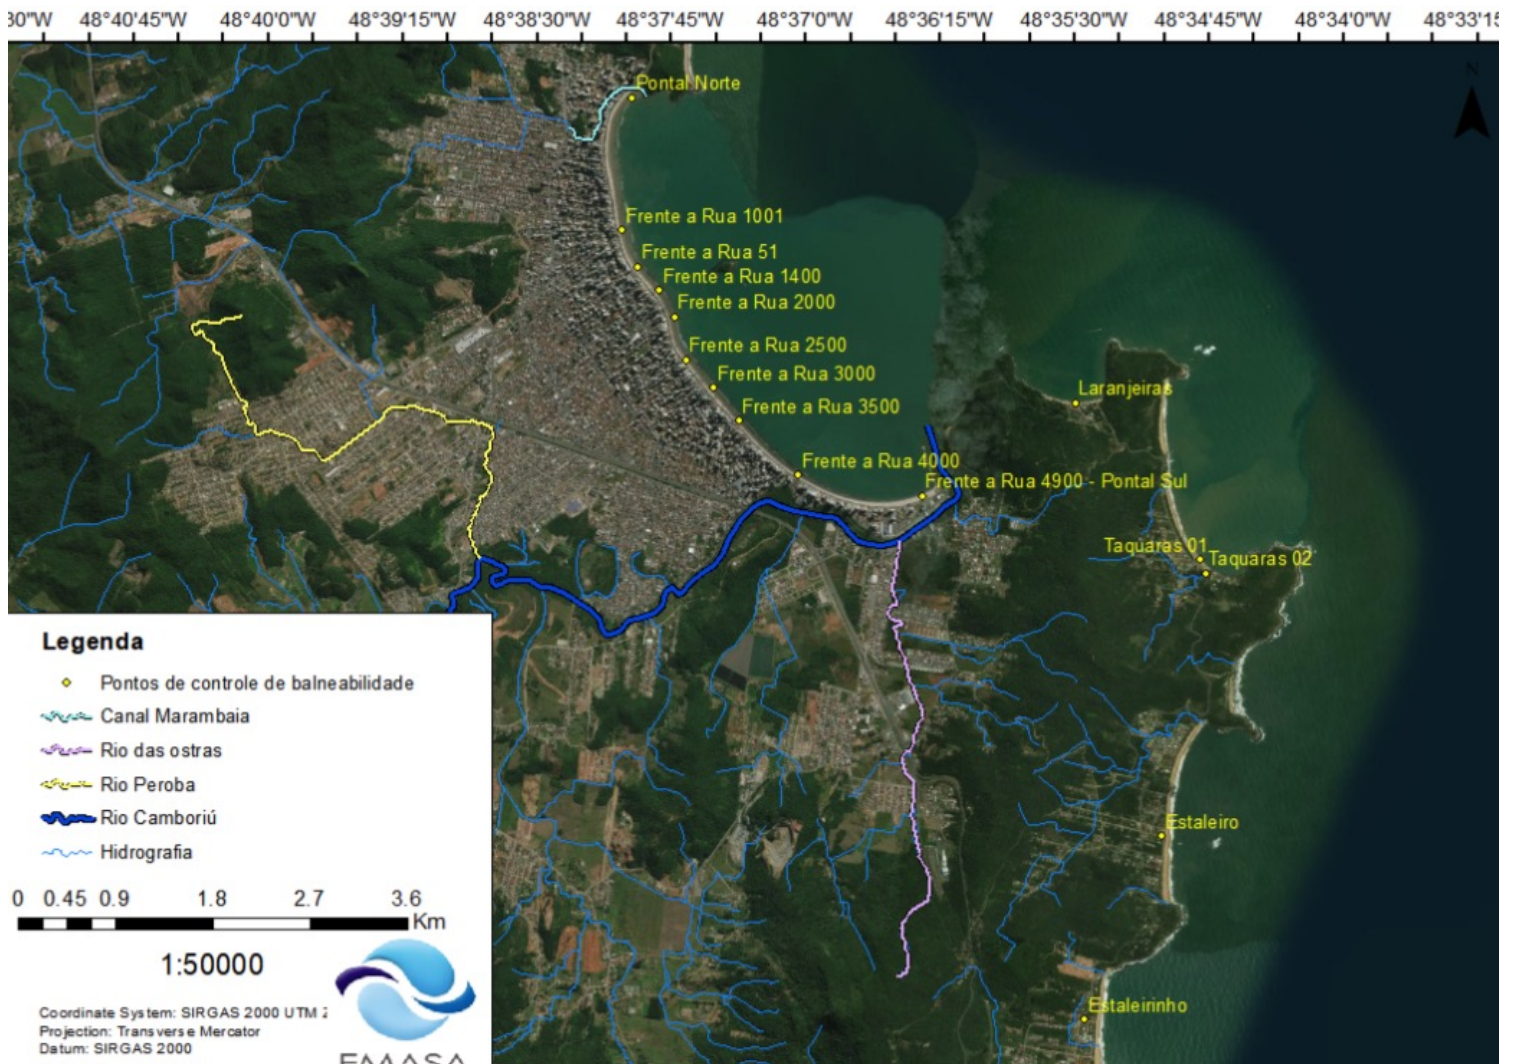 48°40'45"W 48°40'0"W 48°39'15"W 48°38'30"W 48°37'45"W 48°37'0"W 48°36'15"W 48°35'30"W 48°34'45"W 48°34'0"W
N
Pontal Norte
Frente a Rua 1001
Frente a Rua 51
Frente a Rua 1400
Frente a Rua 2000
Frente a Rua 2500
Frente a Rua 3000
Laranjeiras
Frente a Rua 3500
Frente a Rua 4000
Frente a Rua 4900 - Pontal Sul
Taquaras 01
Taquaras 02
Estaleiro
Estaleirinho
Legenda
Pontos de controle de balneabilidade
Canal Marambaia
Rio das ostras
Rio Peroba
Rio Camboriú
Hidrografia
0 0.45 0.9 1.8 2.7 3.6
Km
1:50000
Coordinate System: SIRGAS 2000 UTM
Projection: Transverse Mercator
Datum: SIRGAS 2000